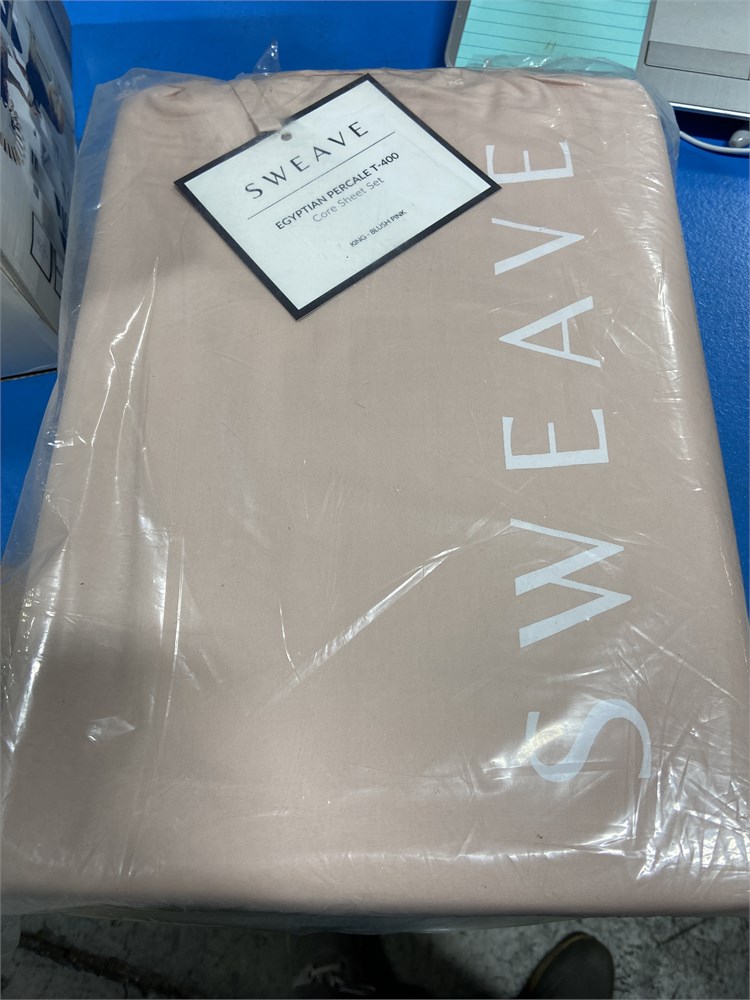 SWEAVE
EGYPTIAN PERCALE T-400
Core Sheet Set
KING - BLUSH PINK
SWEAVE